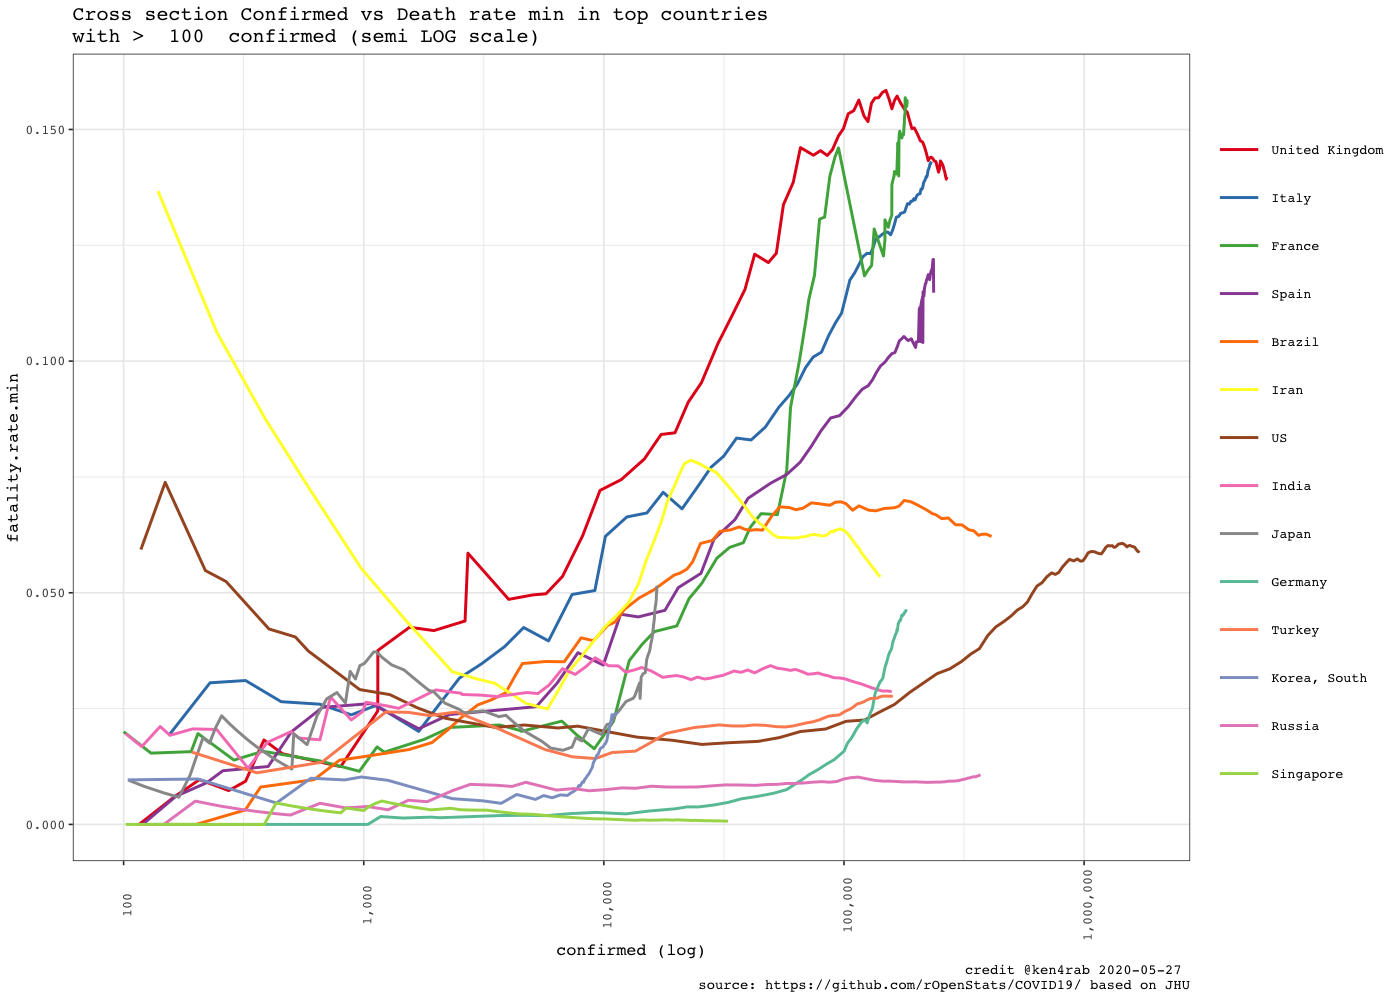 Cross section Confirmed vs Death rate min in top countries
with >  100  confirmed (semi LOG scale)
0.150
0.100
0.050
0.000
fatality.rate.min
100
1,000
10,000
100,000
1,000,000
confirmed (log)
United Kingdom
Italy
France
Spain
Brazil
Iran
US
India
Japan
Germany
Turkey
Korea, South
Russia
Singapore
credit @ken4rab 2020-05-27
source: https://github.com/rOpenStats/COVID19/ based on JHU